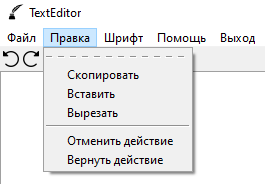 TextEditor
Файл Правка Шрифт Помощь Выход
Скопировать
Вставить
Вырезать
Отменить действие
Вернуть действие